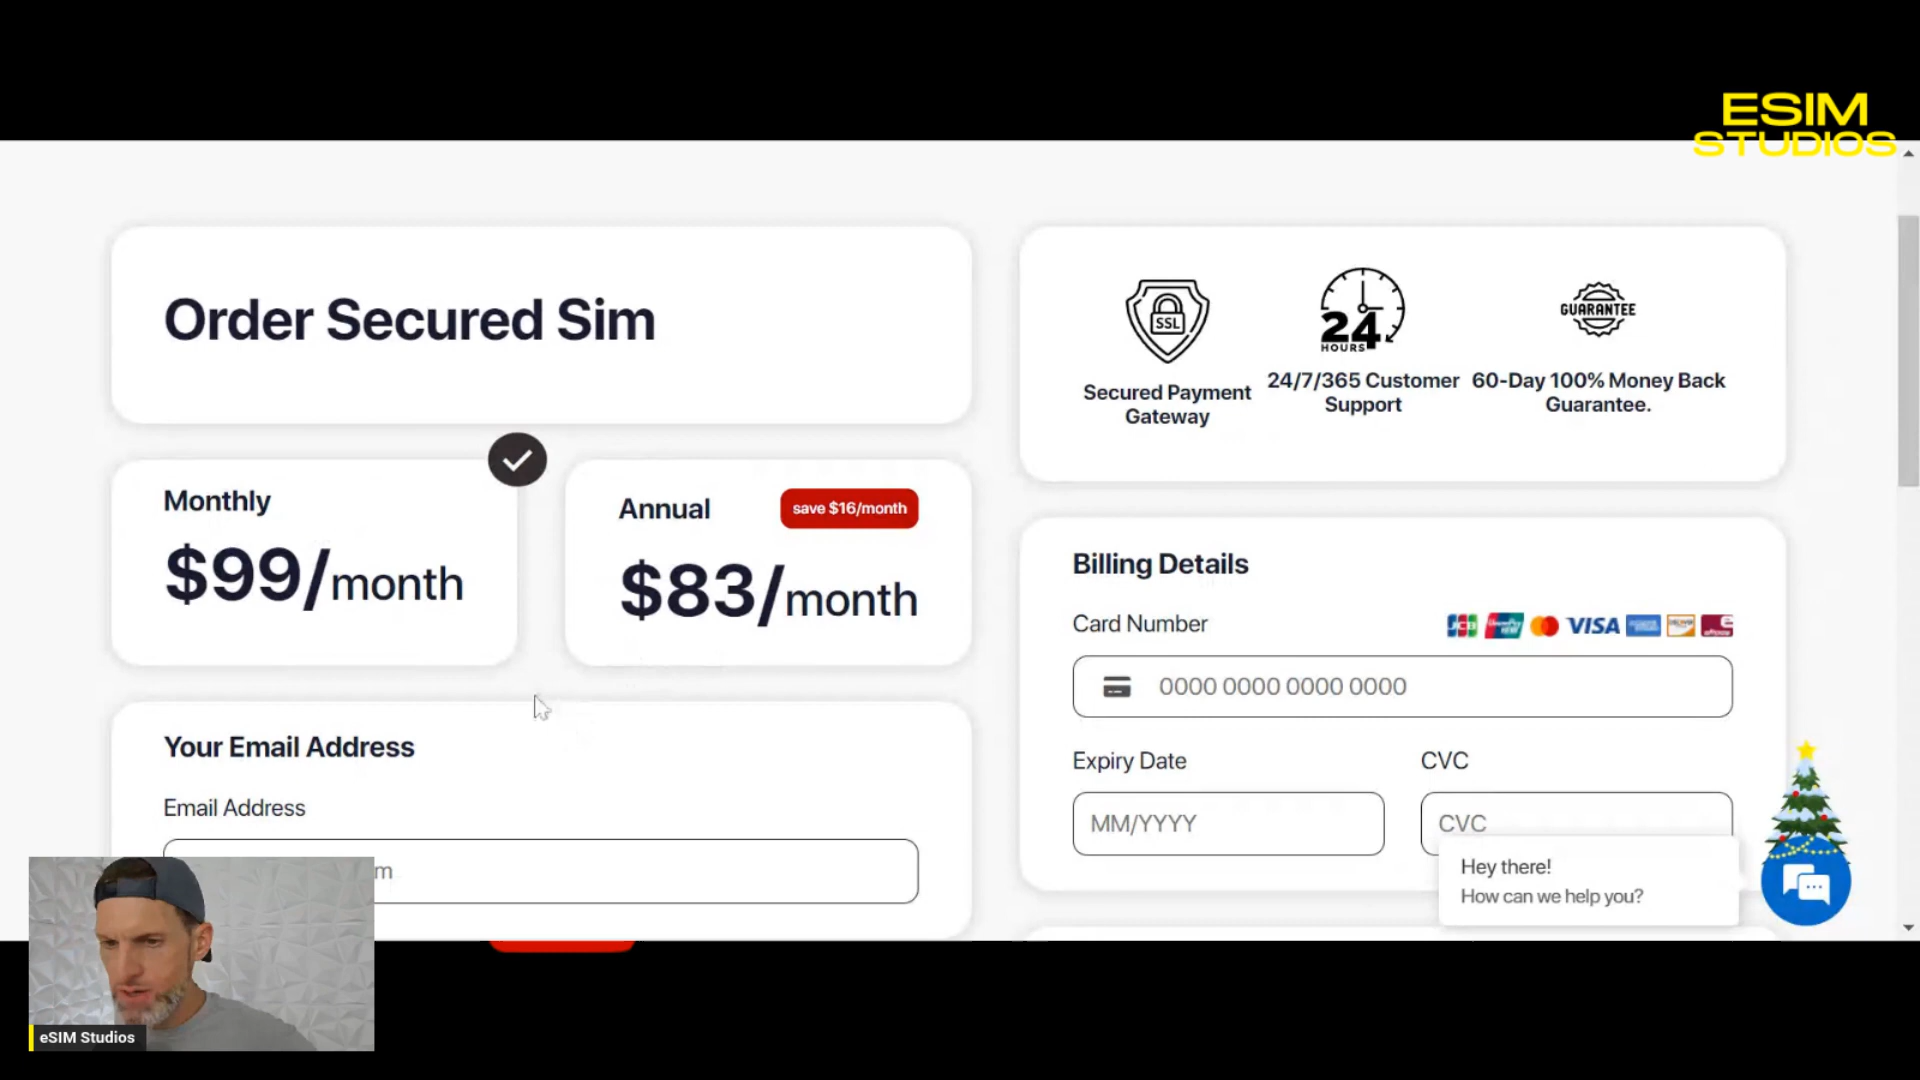 ESIM
STUDIOS
Order Secured Sim
SSL
Secured Payment
Gateway
24
HOURS
24/7/365 Customer
Support
GUARANTEE
60-Day 100% Money Back
Guarantee.
Monthly
$99/month
Annual
save $16/month
$83/month
Your Email Address
Email Address
m
Billing Details
Card Number
JCB
VISA
0000 0000 0000 0000
Expiry Date
MM/YYYY
CVC
CVC
Hey there!
How can we help you?
eSIM Studios